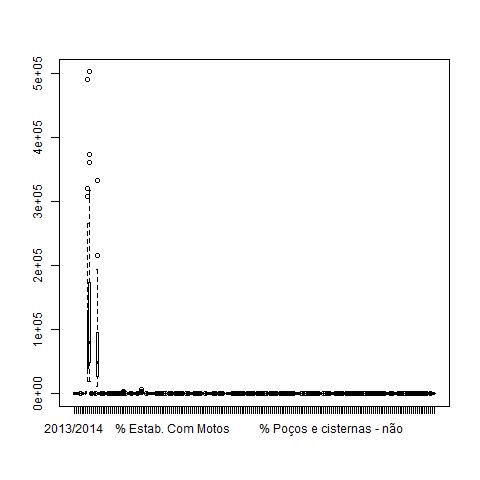 5e+05
4e+05
3e+05
2e+05
1e+05
0e+00
2013/2014 % Estab. Com Motos % Poços e cisternas - não